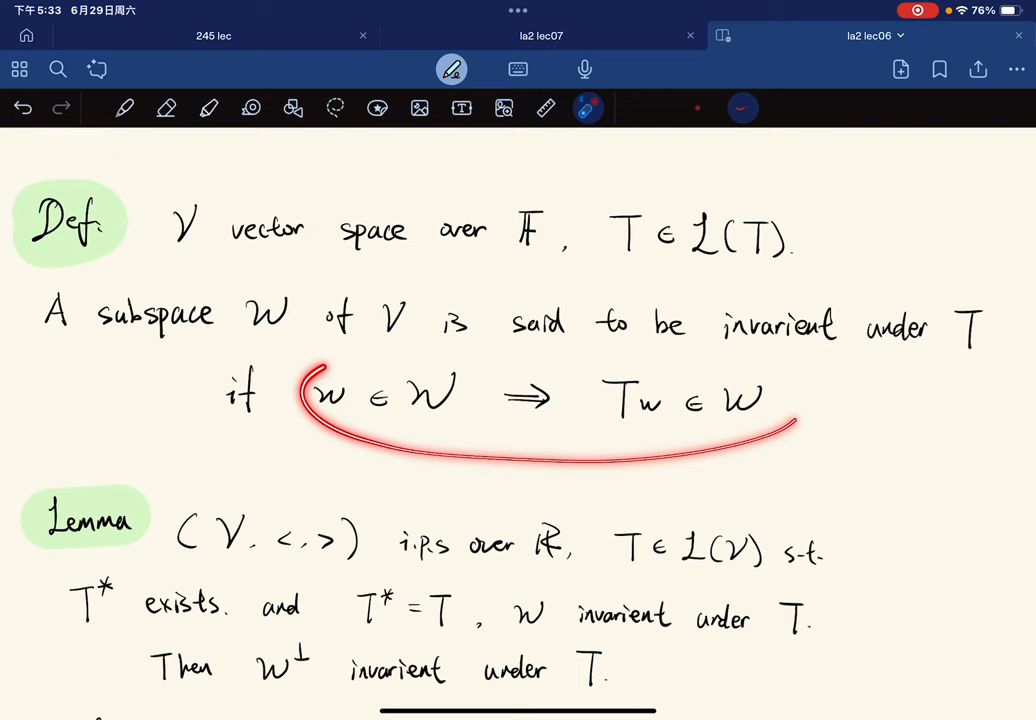 下午5:33 6月29日周六
76%
245 lec
la2 lec07
la2 lec06
Def: V vector space over 𝔽, T ∈ ℒ(T).
A subspace W of V is said to be invarient under T
if w ∈ W ⟹ Tw ∈ W
Lemma (V, <,>) i.p.s over ℝ, T ∈ ℒ(V) s.t.
T* exists. and T* = T, W invarient under T.
Then W⊥ invarient under T.